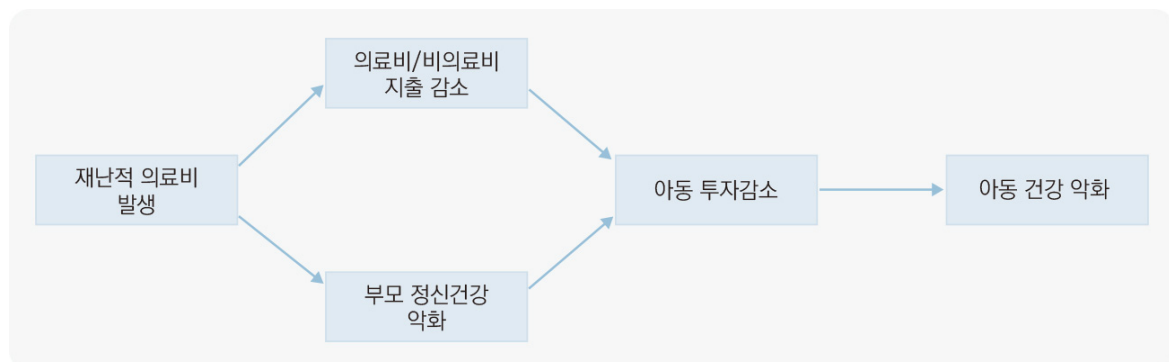 의료비/비의료비
지출 감소
재난적 의료비
발생
아동 투자감소
아동 건강 악화
부모 정신건강
악화